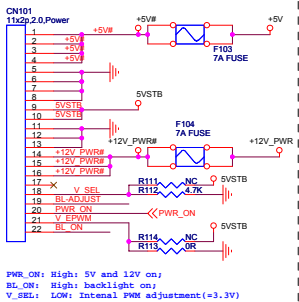 CN101
11x2p,2.0,Power
+5V#
+5V
1 +5V#
2 +5V#
3 +5V#
4 +5V#
5
6
7
8
9 5VSTB
10 5VSTB
11
12
13
14 +12V_PWR#
15 +12V_PWR#
16 +12V_PWR#
17
18 V_SEL
19 BL-ADJUST
20 PWR_ON
21 V_EPWM
22 BL_ON
F103
7A FUSE
5VSTB
F104
+12V_PWR#
+12V_PWR
7A FUSE
5VSTB
R111 NC
R112 4.7K
PWR_ON
5VSTB
R114 NC
R113 0R
PWR_ON: High: 5V and 12V on;
BL_ON: High: backlight on;
V_SEL: LOW: Intenal PWM adjustment(=3.3V)